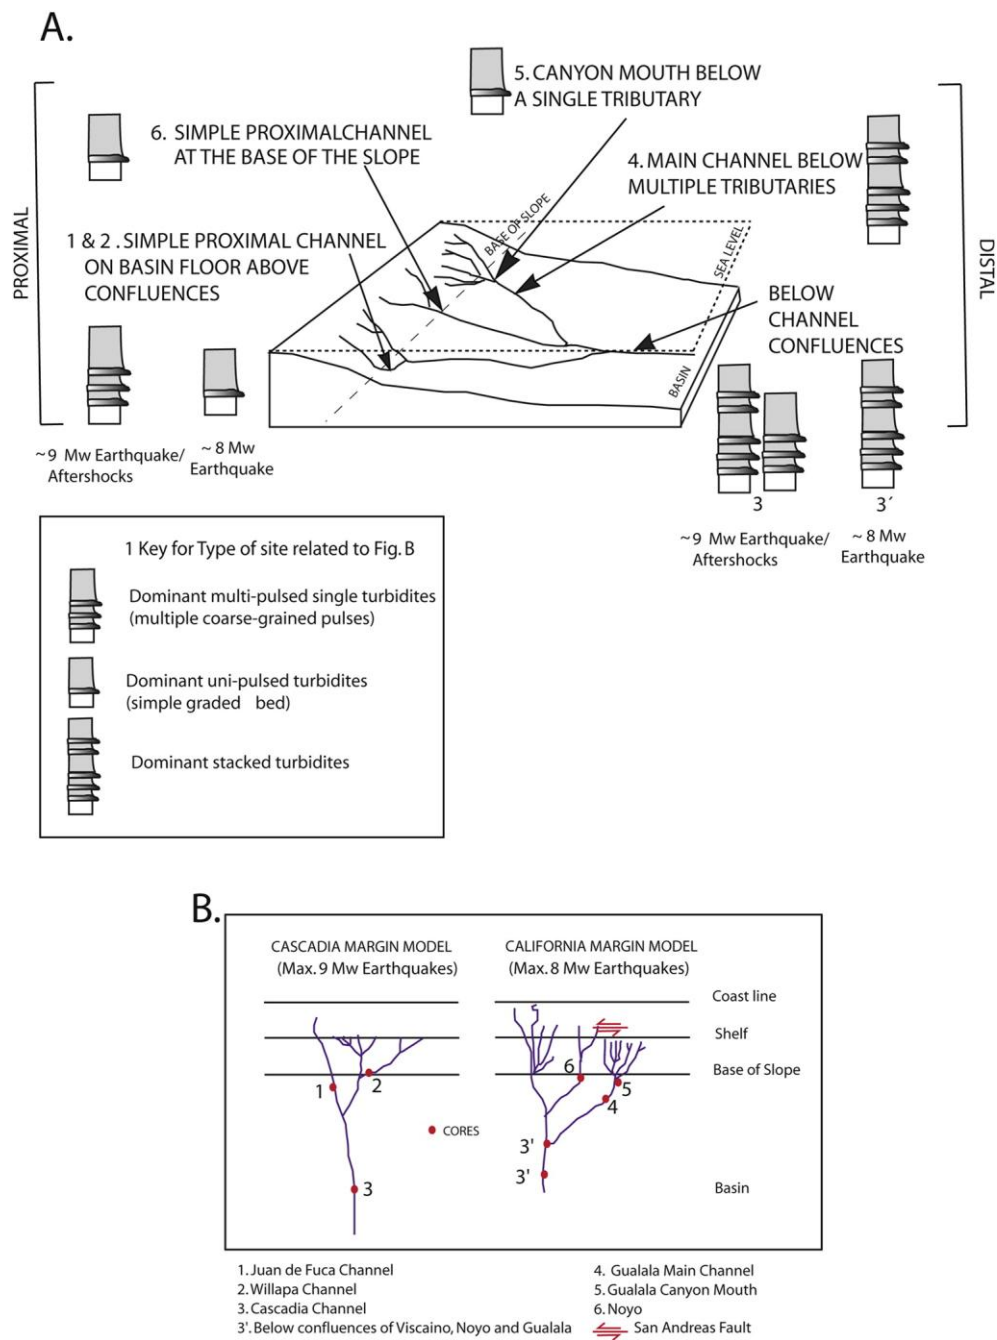 A.
5. CANYON MOUTH BELOW
A SINGLE TRIBUTARY
6. SIMPLE PROXIMALCHANNEL
AT THE BASE OF THE SLOPE
4. MAIN CHANNEL BELOW
MULTIPLE TRIBUTARIES
PROXIMAL
1 & 2 . SIMPLE PROXIMAL CHANNEL
ON BASIN FLOOR ABOVE
CONFLUENCES
BASE OF SLOPE
SEA LEVEL
DISTAL
BELOW
CHANNEL
CONFLUENCES
BASIN
~9 Mw Earthquake/
Aftershocks
~ 8 Mw
Earthquake
3
3´
~9 Mw Earthquake/
Aftershocks
~ 8 Mw
Earthquake
1 Key for Type of site related to Fig. B
Dominant multi-pulsed single turbidites
(multiple coarse-grained pulses)
Dominant uni-pulsed turbidites
(simple graded bed)
Dominant stacked turbidites
B.
CASCADIA MARGIN MODEL
(Max. 9 Mw Earthquakes)
CALIFORNIA MARGIN MODEL
(Max. 8 Mw Earthquakes)
Coast line
Shelf
Base of Slope
1
2
6
5
4
CORES
3'
3'
3
Basin
1. Juan de Fuca Channel
2. Willapa Channel
3. Cascadia Channel
3'. Below confluences of Viscaino, Noyo and Gualala
4. Gualala Main Channel
5. Gualala Canyon Mouth
6. Noyo
San Andreas Fault